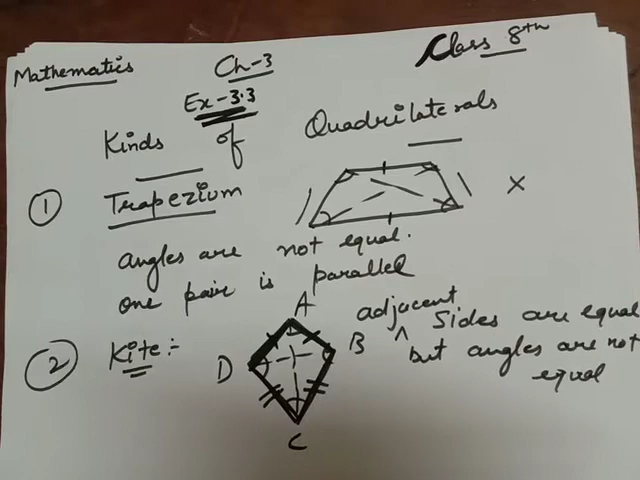 Mathematics Ch-3 Class 8th
Ex-3.3
Kinds of Quadrilaterals
① Trapezium
angles are not equal.
one pair is parallel
② Kite:-
A
D
B
C
adjacent
^ Sides are equal
but angles are not
equal